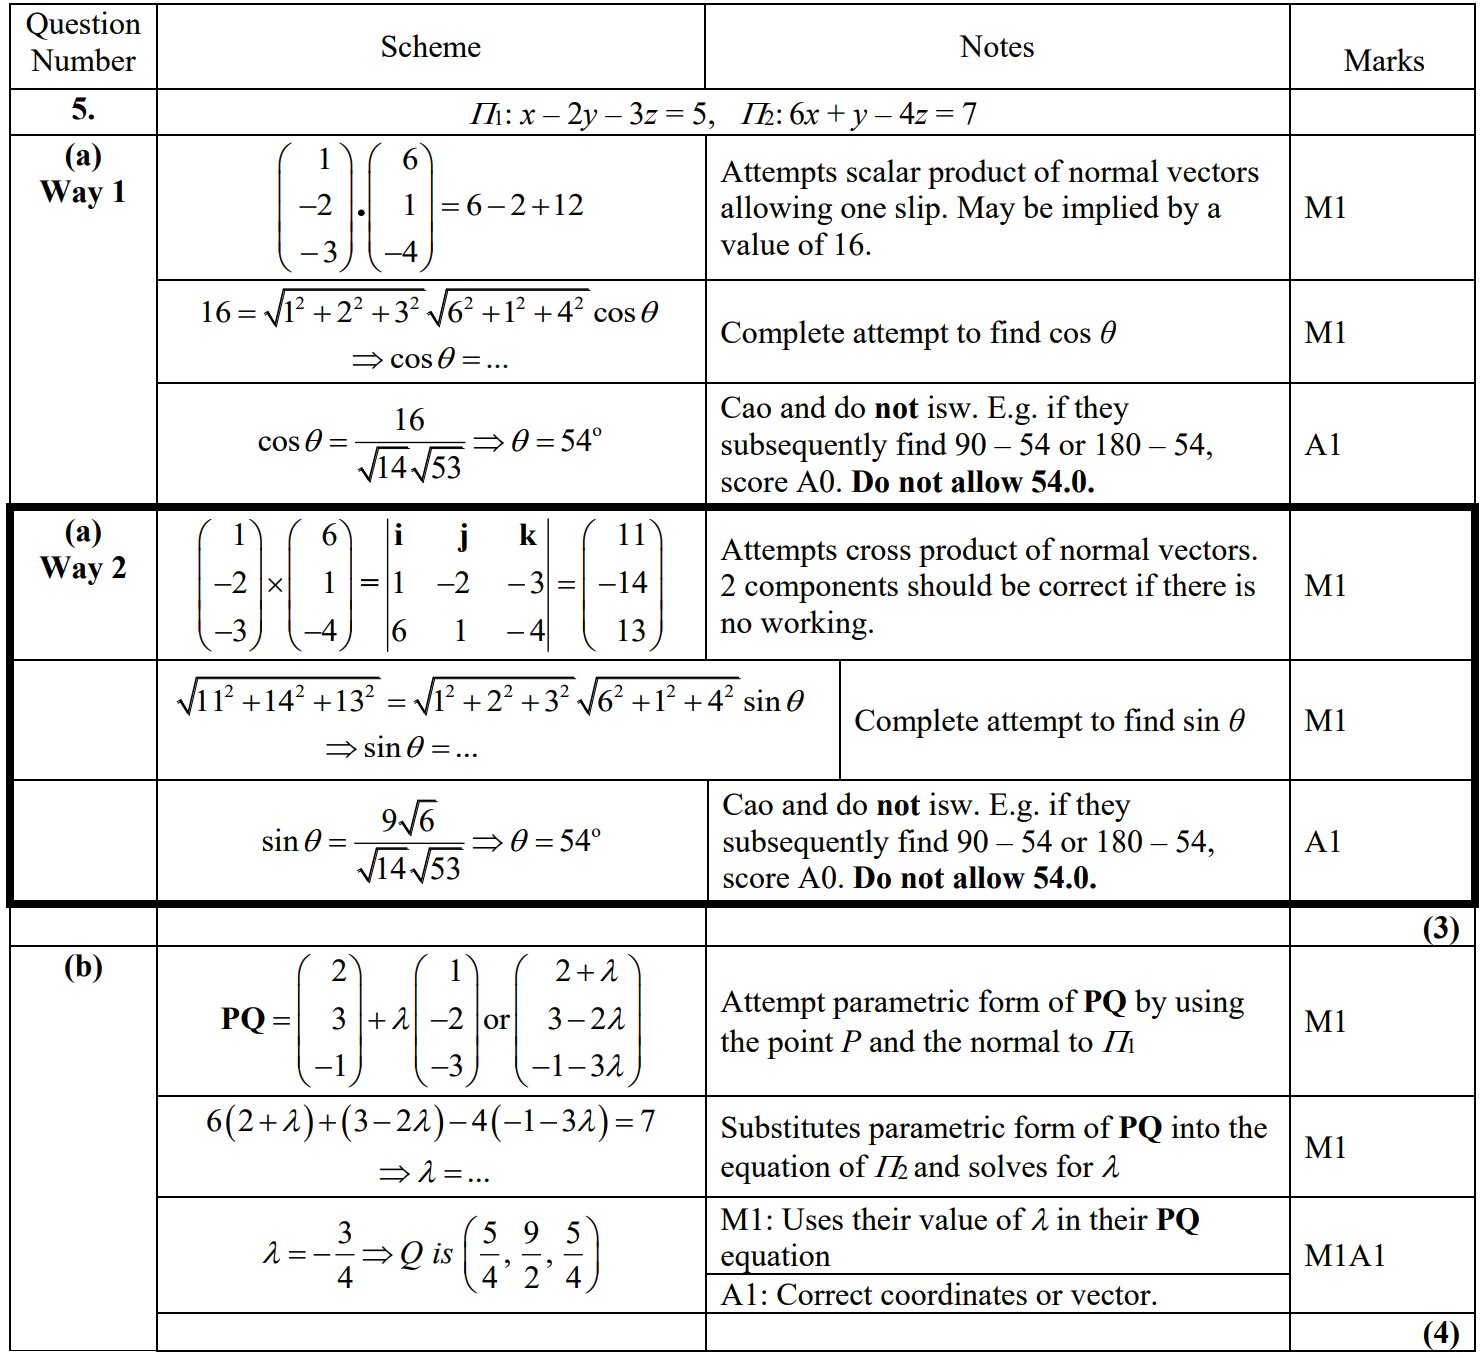 Question Number Scheme Notes Marks
5. Π₁: x – 2y – 3z = 5, Π₂: 6x + y – 4z = 7
(a)
Way 1
(1, –2, –3) . (6, 1, –4) = 6 – 2 + 12
Attempts scalar product of normal vectors
allowing one slip. May be implied by a
value of 16.
M1
16 = √(1² + 2² + 3²) √(6² + 1² + 4²) cos θ
⇒ cos θ = ...
Complete attempt to find cos θ
M1
cos θ = 16/(√14√53) ⇒ θ = 54°
Cao and do not isw. E.g. if they
subsequently find 90 – 54 or 180 – 54,
score A0. Do not allow 54.0.
A1
(a)
Way 2
(1, –2, –3) × (6, 1, –4) = |i j k; 1 –2 –3; 6 1 –4| = (11, –14, 13)
Attempts cross product of normal vectors.
2 components should be correct if there is
no working.
M1
√(11² + 14² + 13²) = √(1² + 2² + 3²) √(6² + 1² + 4²) sin θ
⇒ sin θ = ...
Complete attempt to find sin θ
M1
sin θ = 9√6/(√14√53) ⇒ θ = 54°
Cao and do not isw. E.g. if they
subsequently find 90 – 54 or 180 – 54,
score A0. Do not allow 54.0.
A1
(3)
(b)
PQ = (2, 3, –1) + λ(1, –2, –3) or (2 + λ, 3 – 2λ, –1 – 3λ)
Attempt parametric form of PQ by using
the point P and the normal to Π₁
M1
6(2 + λ) + (3 – 2λ) – 4(–1 – 3λ) = 7
⇒ λ = ...
Substitutes parametric form of PQ into the
equation of Π₂ and solves for λ
M1
λ = –3/4 ⇒ Q is (5/4, 9/2, 5/4)
M1: Uses their value of λ in their PQ
equation
M1A1
A1: Correct coordinates or vector.
(4)